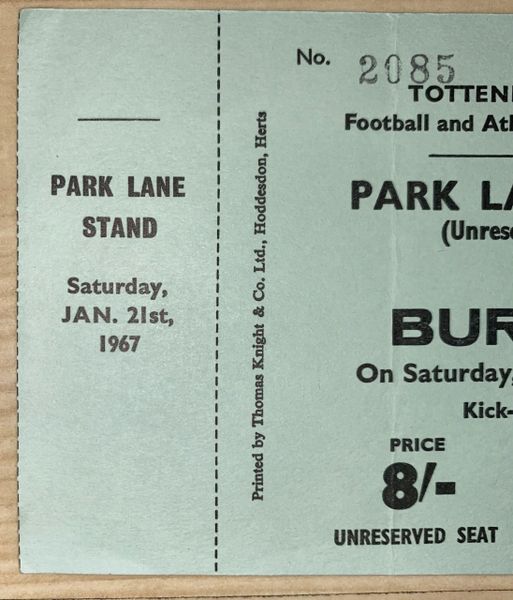 PARK LANE
STAND
Saturday,
JAN. 21st,
1967
Printed by Thomas Knight & Co. Ltd., Hoddesdon, Herts
No. 2085
TOTTEN
Football and Ath
PARK LA
(Unrese
BUR
On Saturday,
Kick-
PRICE
8/-
UNRESERVED SEAT